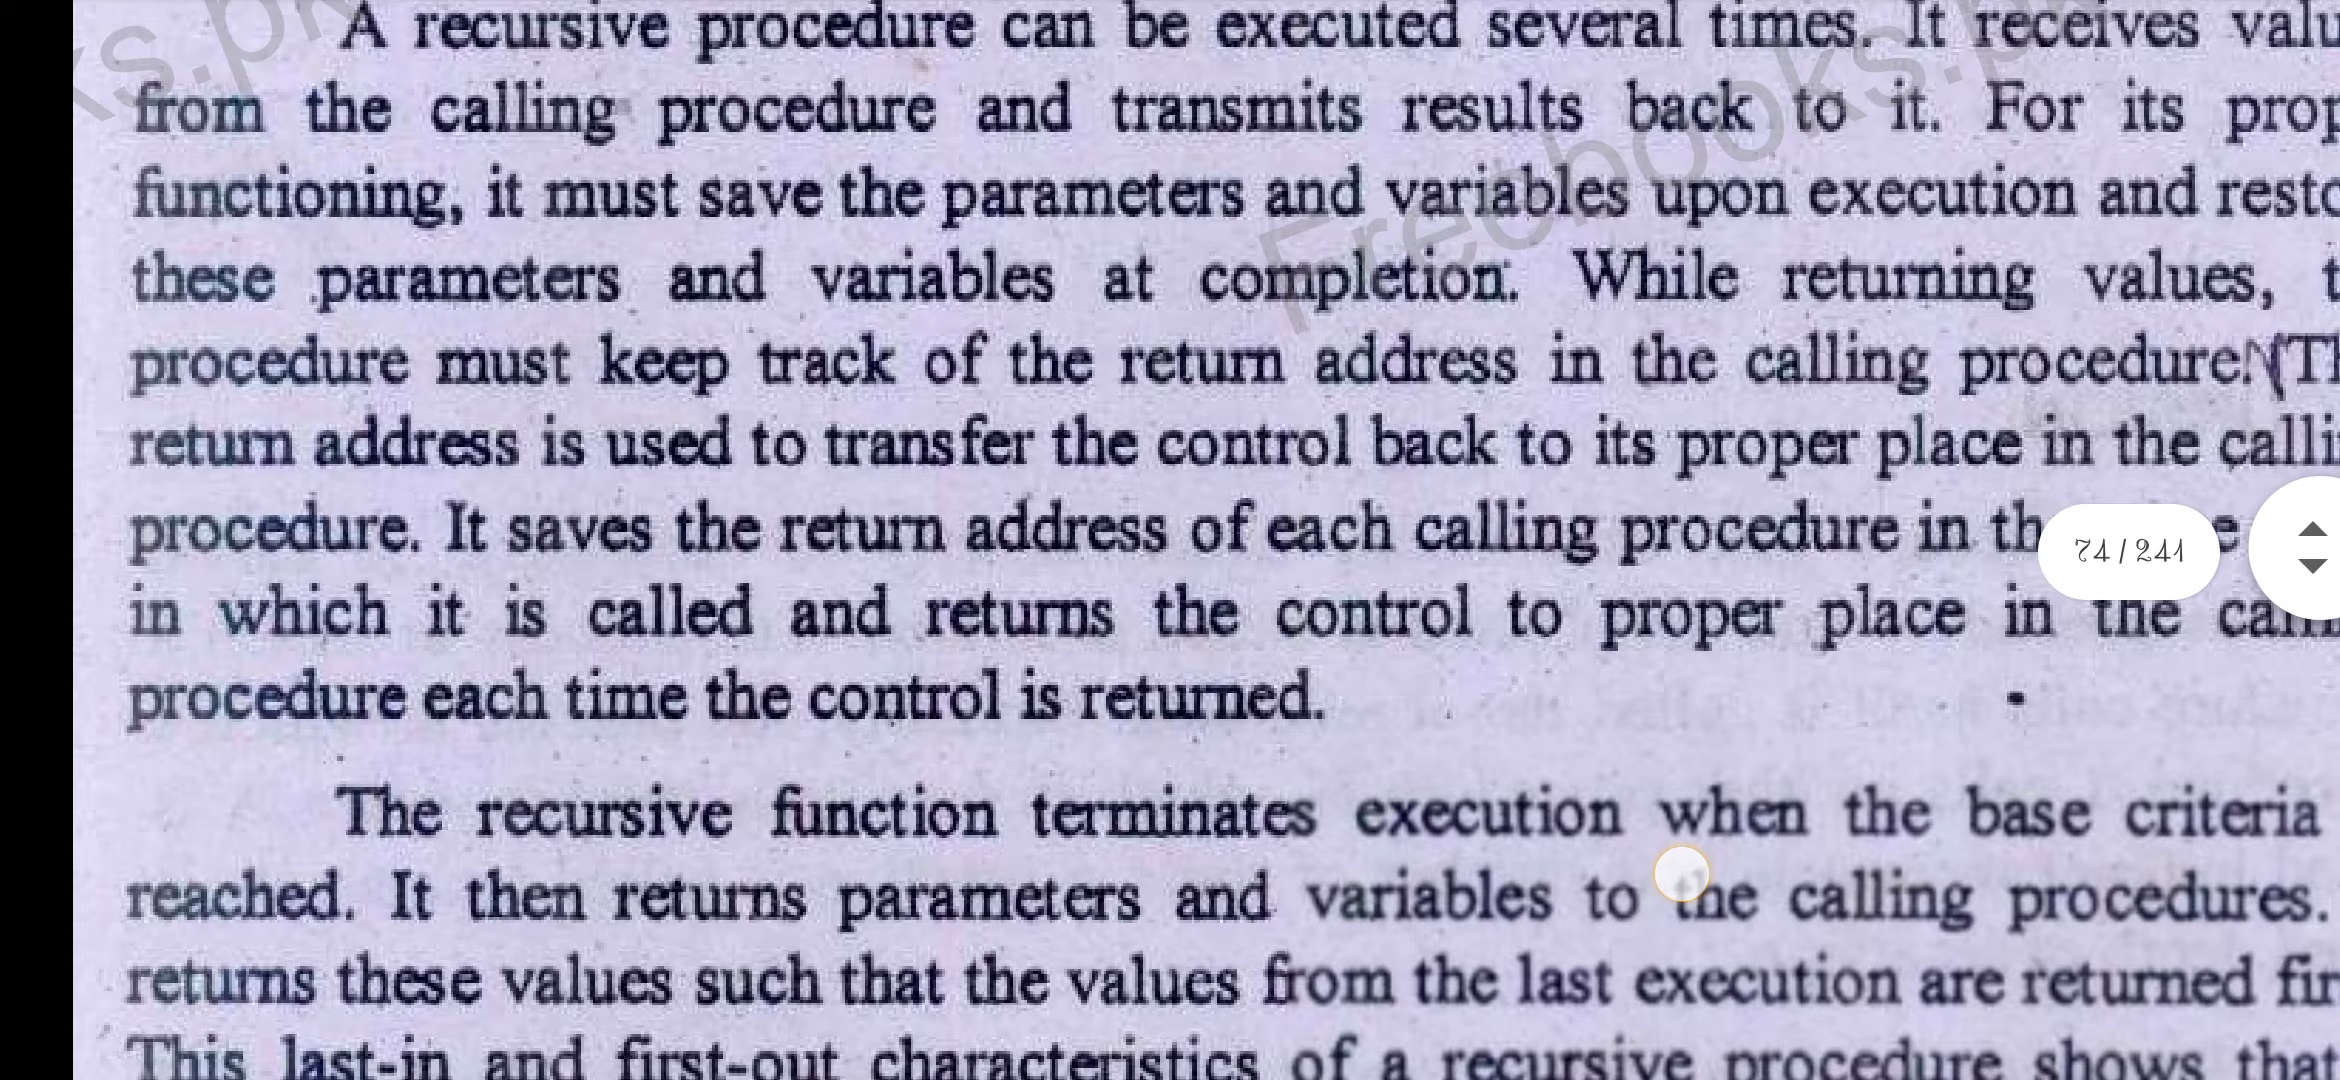 A recursive procedure can be executed several times. It receives valu
from the calling procedure and transmits results back to it. For its prop
functioning, it must save the parameters and variables upon execution and resto
these parameters and variables at completion. While returning values, t
procedure must keep track of the return address in the calling procedure. (Th
return address is used to transfer the control back to its proper place in the calli
procedure. It saves the return address of each calling procedure in th e
74 / 241
in which it is called and returns the control to proper place in the
procedure each time the control is returned.
The recursive function terminates execution when the base criteria
reached. It then returns parameters and variables to the calling procedures.
returns these values such that the values from the last execution are returned fir
This last-in and first-out characteristics of a recursive procedure shows that
Freebooks.p
ks.pk